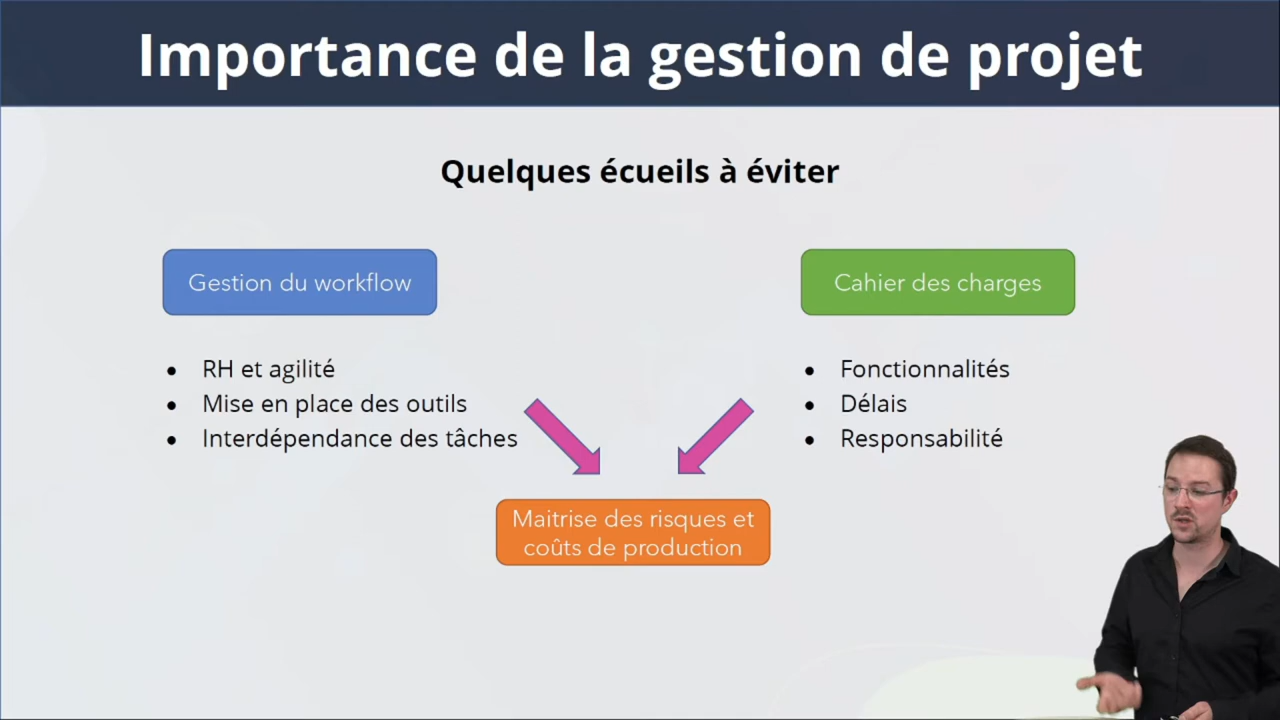 Importance de la gestion de projet
Quelques écueils à éviter
Gestion du workflow
• RH et agilité
• Mise en place des outils
• Interdépendance des tâches
Cahier des charges
• Fonctionnalités
• Délais
• Responsabilité
Maitrise des risques et
coûts de production